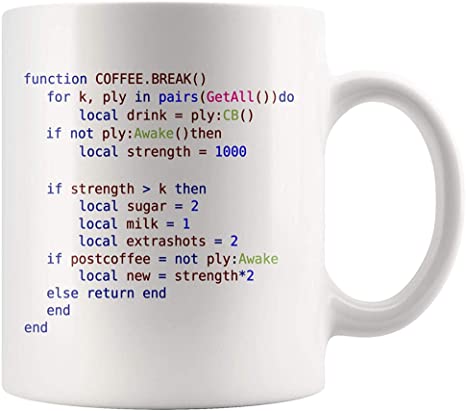 function COFFEE.BREAK()
for k, ply in pairs(GetAll())do
local drink = ply:CB()
if not ply:Awake()then
local strength = 1000
if strength > k then
local sugar = 2
local milk = 1
local extrashots = 2
if postcoffee = not ply:Awake
local new = strength*2
else return end
end
end